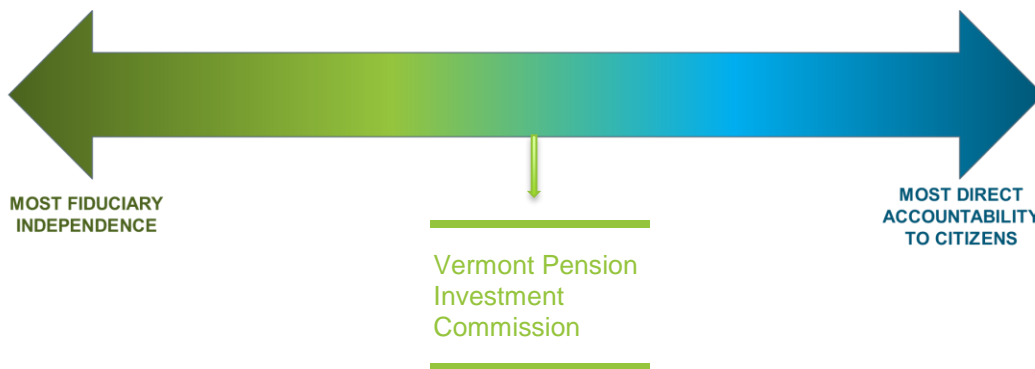 MOST FIDUCIARY
INDEPENDENCE
MOST DIRECT
ACCOUNTABILITY
TO CITIZENS
Vermont Pension
Investment
Commission